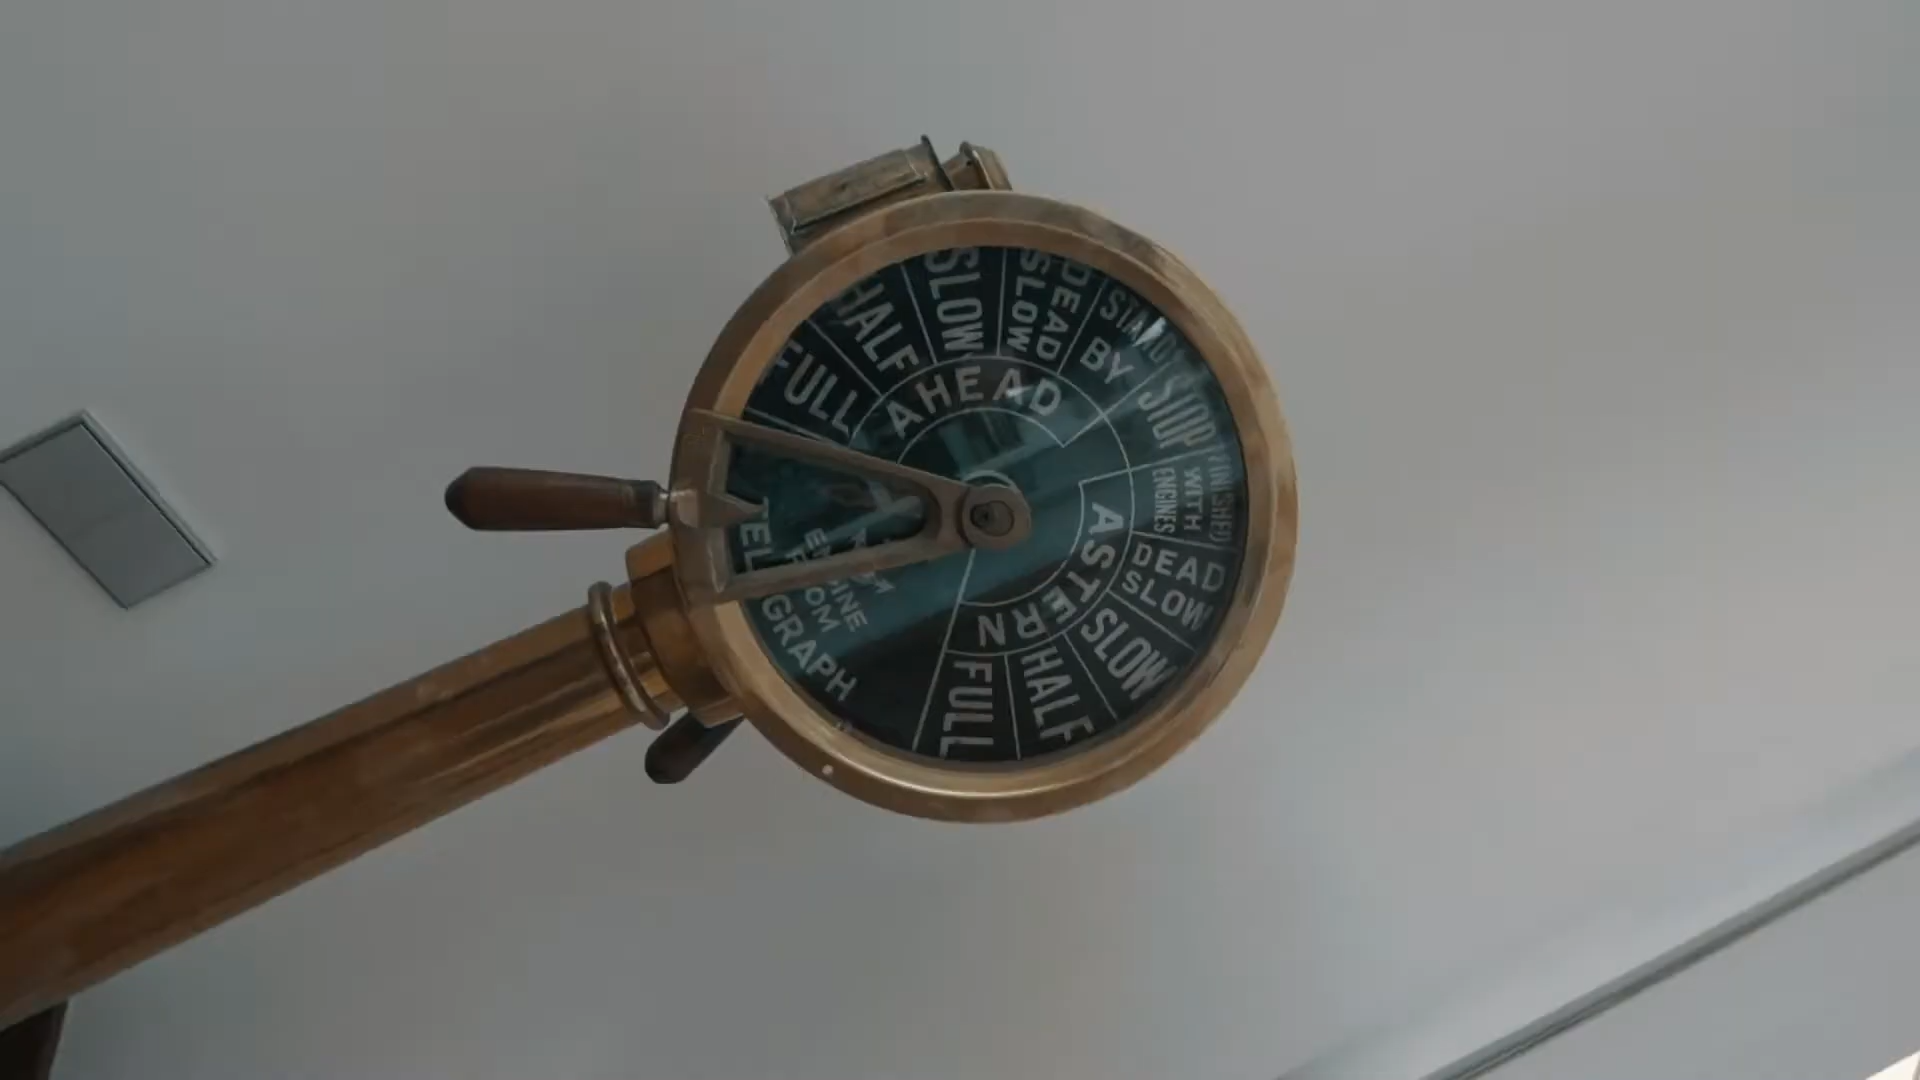 FULL
HALF
SLOW
DEAD
SLOW
STAND
BY
STOP
FINISHED
WITH
ENGINES
DEAD
SLOW
SLOW
HALF
FULL
AHEAD
ASTERN
ENGINE
ROOM
TELEGRAPH